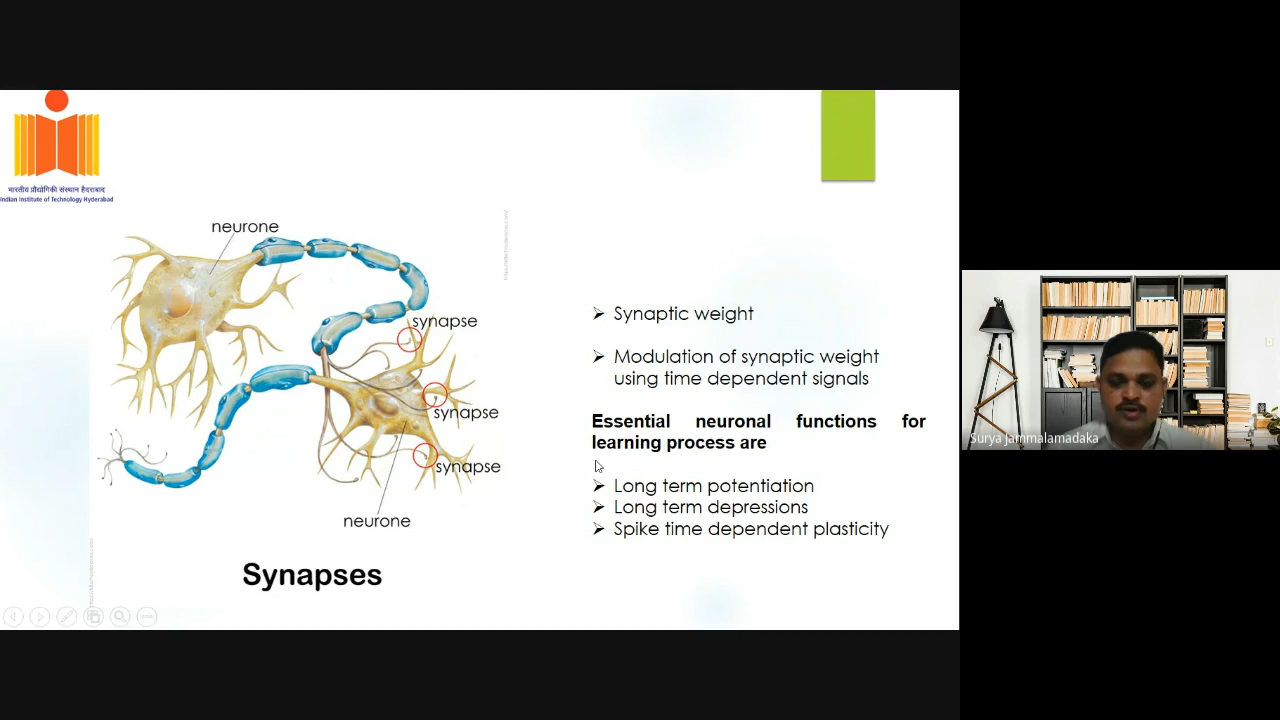 भारतीय प्रौद्योगिकी संस्थान हैदराबाद
Indian Institute of Technology Hyderabad
neurone
synapse
synapse
synapse
neurone
Synapses
Synaptic weight
Modulation of synaptic weight
using time dependent signals
Essential neuronal functions for
learning process are
Long term potentiation
Long term depressions
Spike time dependent plasticity
Surya Jammalamadaka